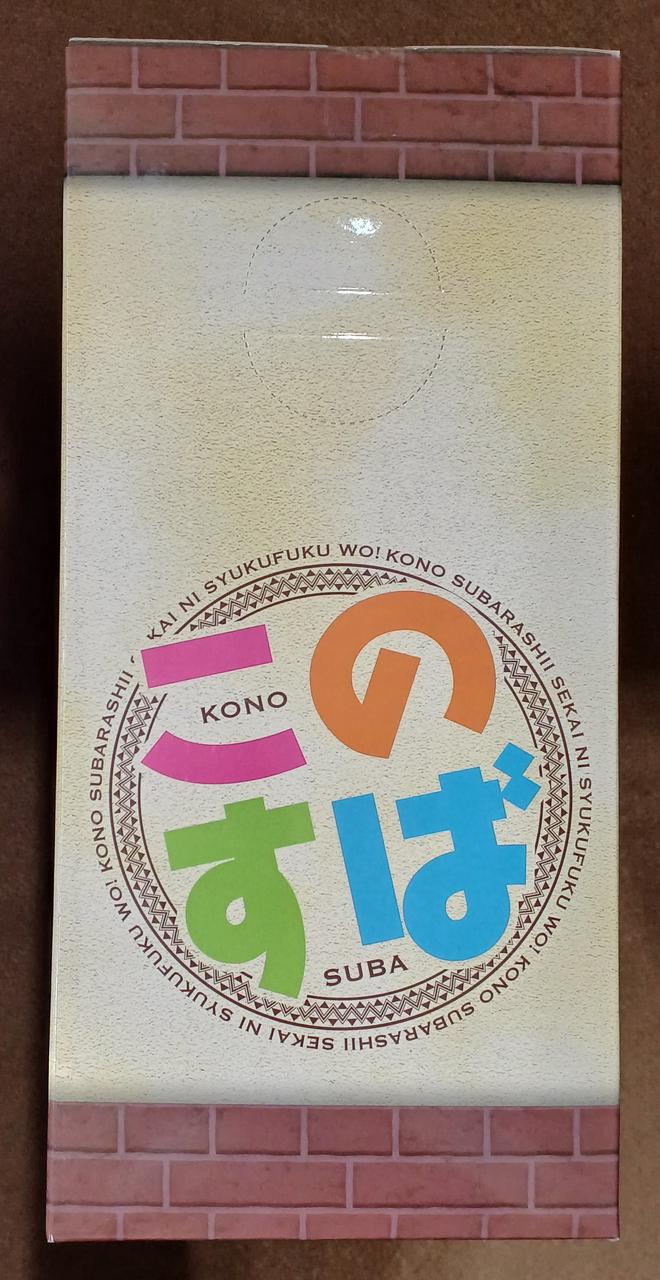 KONO SUBARASHII SEKAI NI SYUKUFUKU WO! KONO SUBARASHII SEKAI NI SYUKUFUKU WO! KONO SUBARASHII SEKAI NI SYUKUFUKU WO!
この
KONO
すば
SUBA